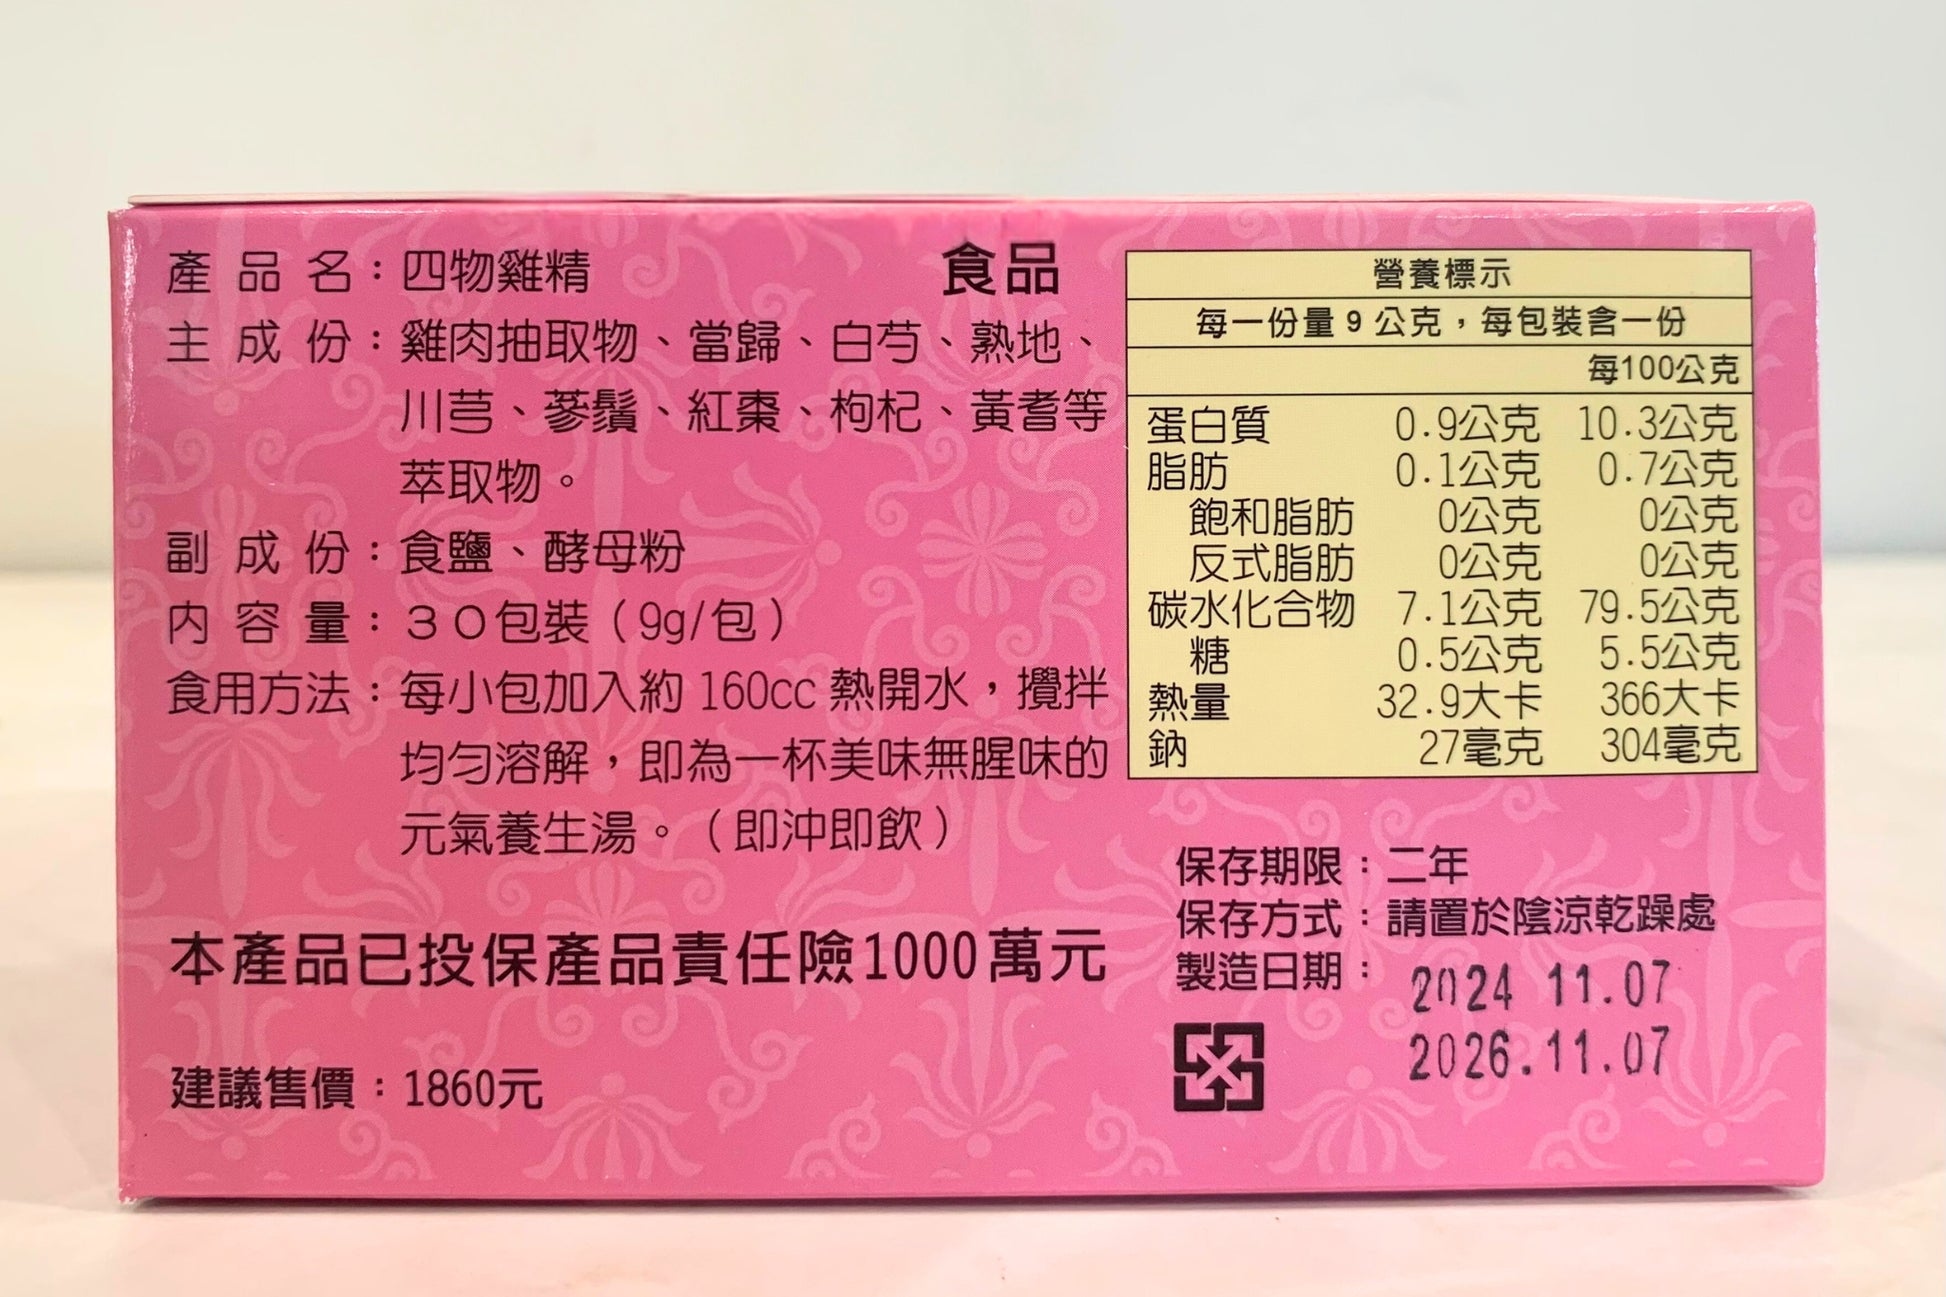 產品名：四物雞精
食品
主成份：雞肉抽取物、當歸、白芍、熟地、
川芎、蔘鬚、紅棗、枸杞、黃耆等
萃取物。
副成份：食鹽、酵母粉
內容量：３０包裝（9g/包）
食用方法：每小包加入約160cc熱開水，攪拌
均勻溶解，即為一杯美味無腥味的
元氣養生湯。（即沖即飲）
本產品已投保產品責任險1000萬元
建議售價：1860元
營養標示
每一份量9公克，每包裝含一份
每100公克
蛋白質 0.9公克 10.3公克
脂肪 0.1公克 0.7公克
飽和脂肪 0公克 0公克
反式脂肪 0公克 0公克
碳水化合物 7.1公克 79.5公克
糖 0.5公克 5.5公克
熱量 32.9大卡 366大卡
鈉 27毫克 304毫克
保存期限：二年
保存方式：請置於陰涼乾躁處
製造日期：2024 11.07
2026.11.07